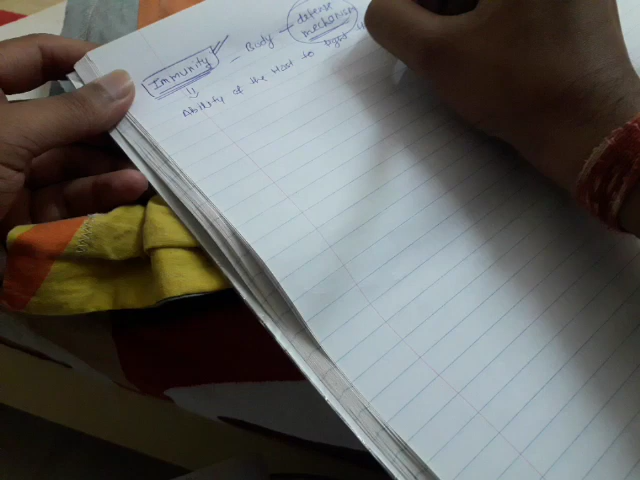 Immunity - Body - defense mechanism
Ability of the Host to fight